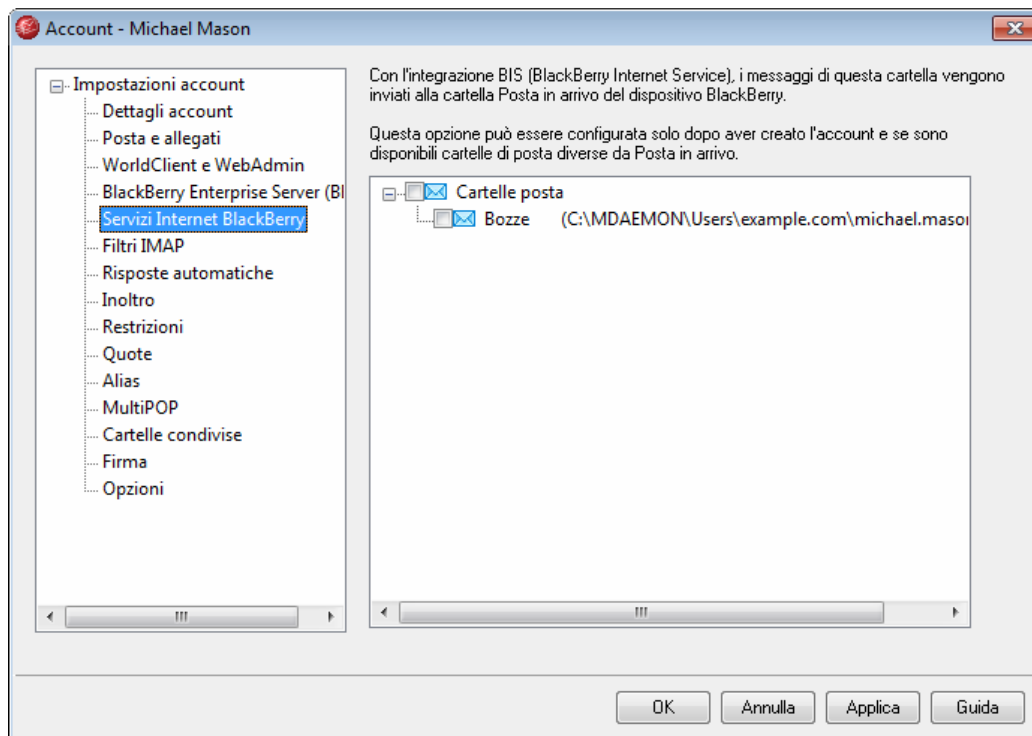 Account - Michael Mason
Impostazioni account
Dettagli account
Posta e allegati
WorldClient e WebAdmin
BlackBerry Enterprise Server (Bl
Servizi Internet BlackBerry
Filtri IMAP
Risposte automatiche
Inoltro
Restrizioni
Quote
Alias
MultiPOP
Cartelle condivise
Firma
Opzioni
Con l'integrazione BIS (BlackBerry Internet Service), i messaggi di questa cartella vengono
inviati alla cartella Posta in arrivo del dispositivo BlackBerry.
Questa opzione può essere configurata solo dopo aver creato l'account e se sono
disponibili cartelle di posta diverse da Posta in arrivo.
Cartelle posta
Bozze (C:\MDAEMON\Users\example.com\michael.mason
OK Annulla Applica Guida